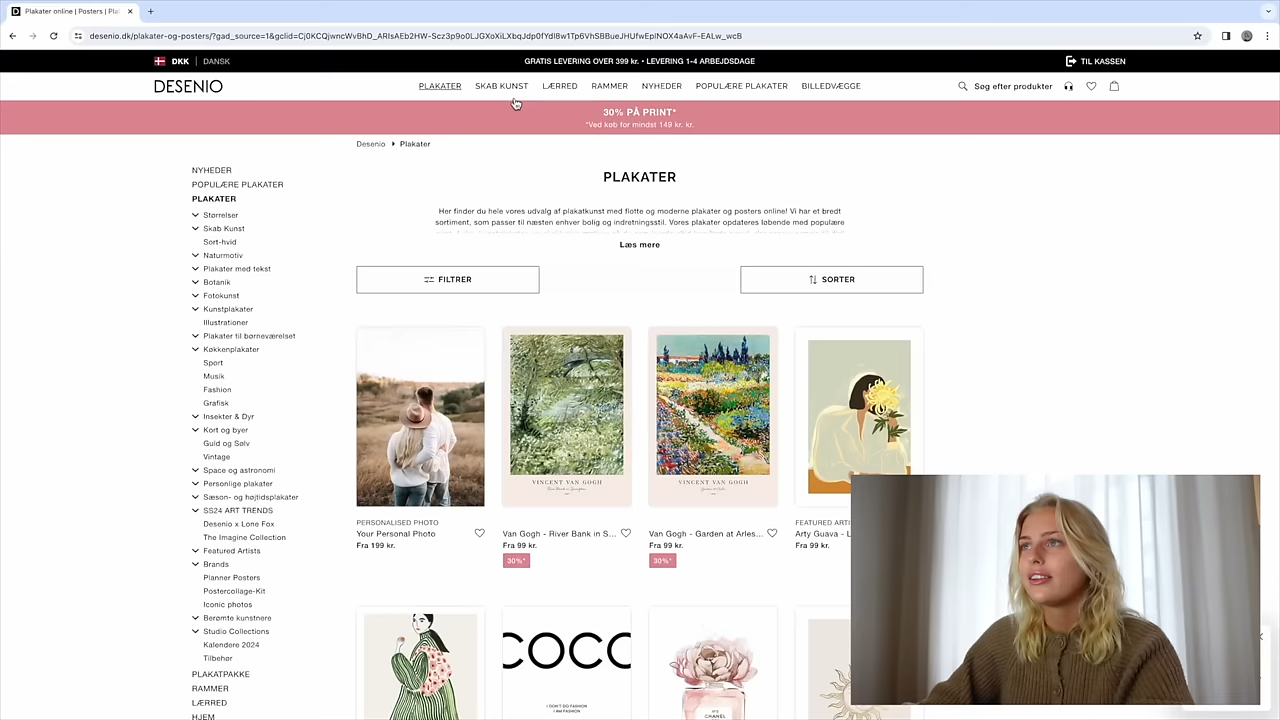 Plakater online | Posters | Pla
desenio.dk/plakater-og-posters/?gad_source=1&gclid=Cj0KCQjwncWvBhD_ARIsAEb2HW-Scz3p9o0LJGXoXiLXbqJdp0fYdI8w1Tp6VhSBBueJHUfwEplNOX4aAvF-EALw_wcB
DKK | DANSK
GRATIS LEVERING OVER 399 kr. • LEVERING 1-4 ARBEJDSDAGE
TIL KASSEN
DESENIO
PLAKATER SKAB KUNST LÆRRED RAMMER NYHEDER POPULÆRE PLAKATER BILLEDVÆGGE
Søg efter produkter
30% PÅ PRINT*
*Ved køb for mindst 149 kr. kr.
Desenio Plakater
NYHEDER
POPULÆRE PLAKATER
PLAKATER
Størrelser
Skab Kunst
Sort-hvid
Naturmotiv
Plakater med tekst
Botanik
Fotokunst
Kunstplakater
Illustrationer
Plakater til børneværelset
Køkkenplakater
Sport
Musik
Fashion
Grafisk
Insekter & Dyr
Kort og byer
Guld og Sølv
Vintage
Space og astronomi
Personlige plakater
Sæson- og højtidsplakater
SS24 ART TRENDS
Desenio x Lone Fox
The Imagine Collection
Featured Artists
Brands
Planner Posters
Postercollage-Kit
Iconic photos
Berømte kunstnere
Studio Collections
Kalendere 2024
Tilbehør
PLAKATPAKKE
RAMMER
LÆRRED
HJEM
PLAKATER
Her finder du hele vores udvalg af plakatkunst med flotte og moderne plakater og posters online! Vi har et bredt
sortiment, som passer til næsten enhver bolig og indretningsstil. Vores plakater opdateres løbende med populære
Læs mere
FILTRER
SORTER
VINCENT VAN GOGH
VINCENT VAN GOGH
PERSONALISED PHOTO
Your Personal Photo
Fra 199 kr.
Van Gogh - River Bank in S...
Fra 99 kr.
30%*
Van Gogh - Garden at Arles...
Fra 99 kr.
30%*
FEATURED ARTI
Arty Guava - L
Fra 99 kr.
COCO
I DON'T DO FASHION
I AM FASHION
N°5
CHANEL